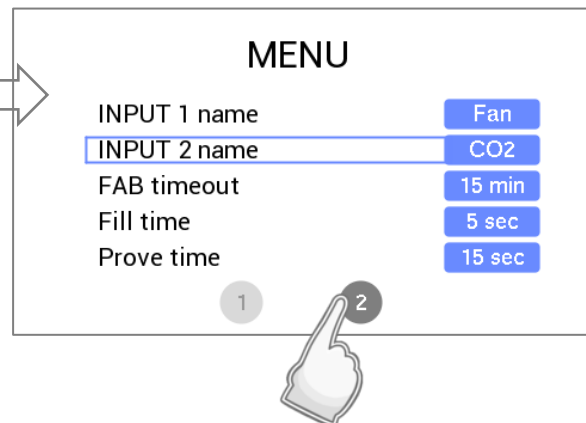 MENU
INPUT 1 name Fan
INPUT 2 name CO2
FAB timeout 15 min
Fill time 5 sec
Prove time 15 sec
1 2